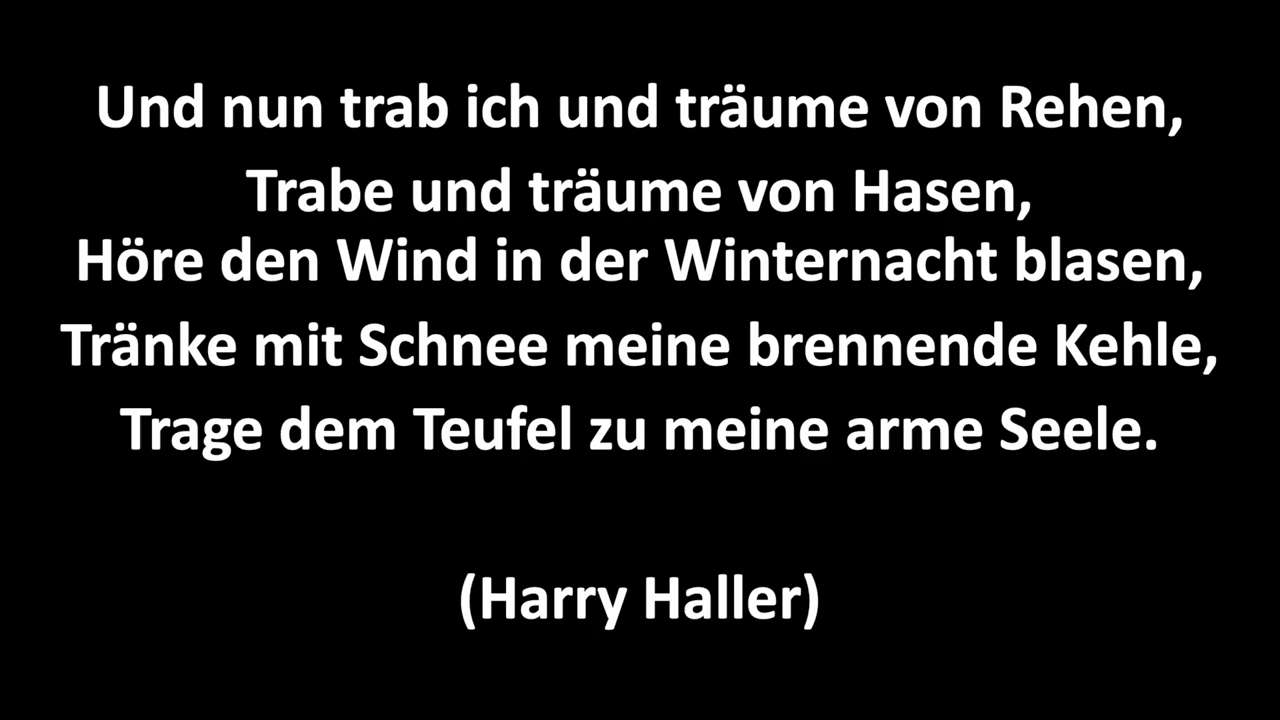 Und nun trab ich und träume von Rehen,
Trabe und träume von Hasen,
Höre den Wind in der Winternacht blasen,
Tränke mit Schnee meine brennende Kehle,
Trage dem Teufel zu meine arme Seele.
(Harry Haller)